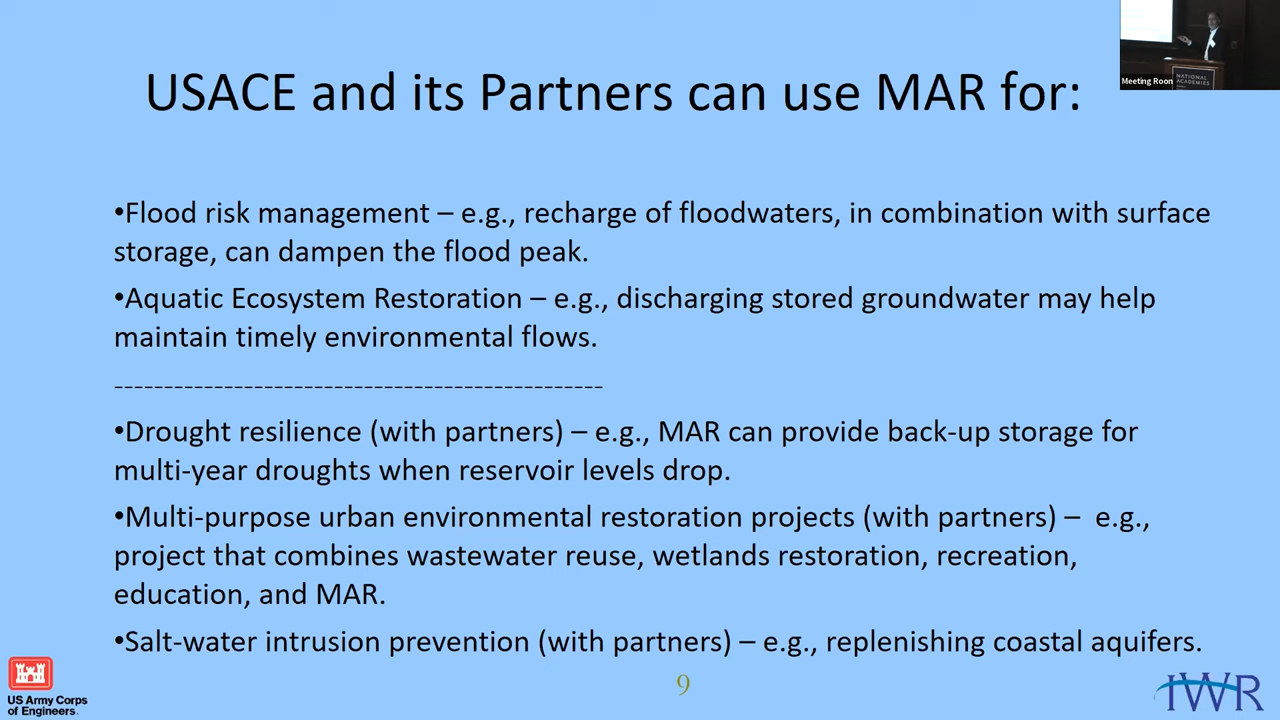 Meeting Room
NATIONAL
ACADEMIES
USACE and its Partners can use MAR for:
•Flood risk management – e.g., recharge of floodwaters, in combination with surface
storage, can dampen the flood peak.
•Aquatic Ecosystem Restoration – e.g., discharging stored groundwater may help
maintain timely environmental flows.
-------------------------------------------------
•Drought resilience (with partners) – e.g., MAR can provide back-up storage for
multi-year droughts when reservoir levels drop.
•Multi-purpose urban environmental restoration projects (with partners) – e.g.,
project that combines wastewater reuse, wetlands restoration, recreation,
education, and MAR.
•Salt-water intrusion prevention (with partners) – e.g., replenishing coastal aquifers.
US Army Corps
of Engineers.
9
IWR